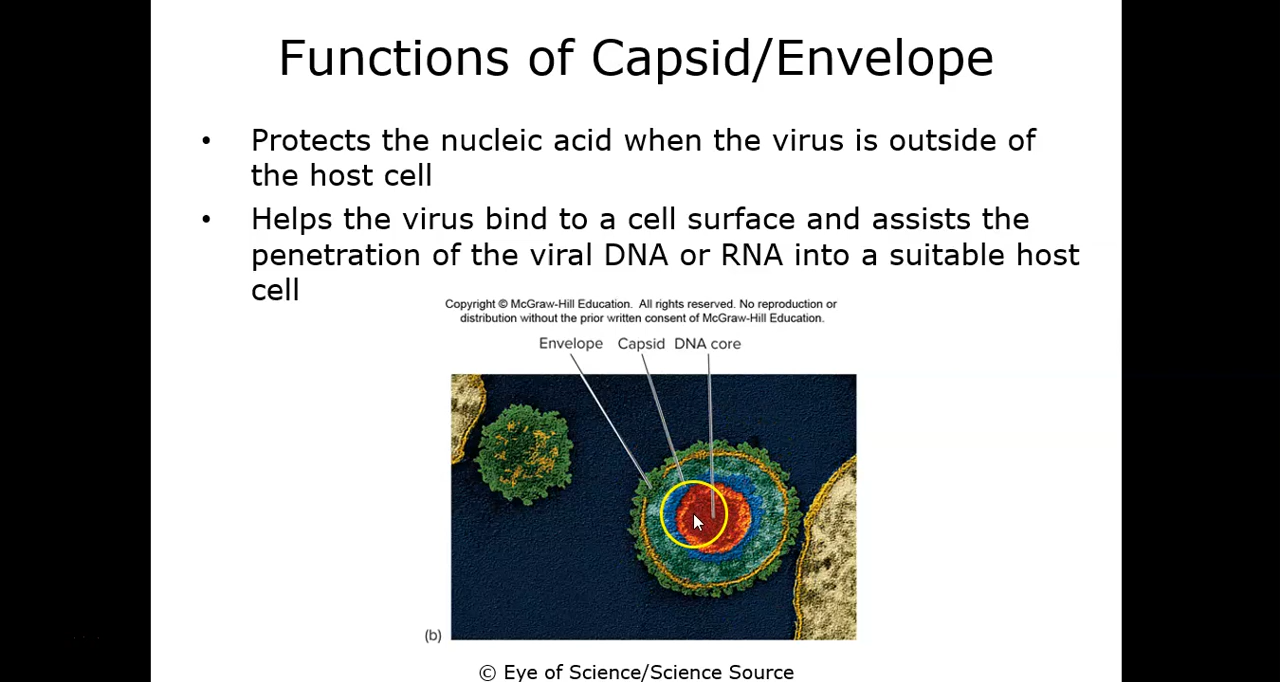 Functions of Capsid/Envelope
• Protects the nucleic acid when the virus is outside of
the host cell
• Helps the virus bind to a cell surface and assists the
penetration of the viral DNA or RNA into a suitable host
cell
Copyright © McGraw-Hill Education. All rights reserved. No reproduction or
distribution without the prior written consent of McGraw-Hill Education.
Envelope Capsid DNA core
(b)
© Eye of Science/Science Source